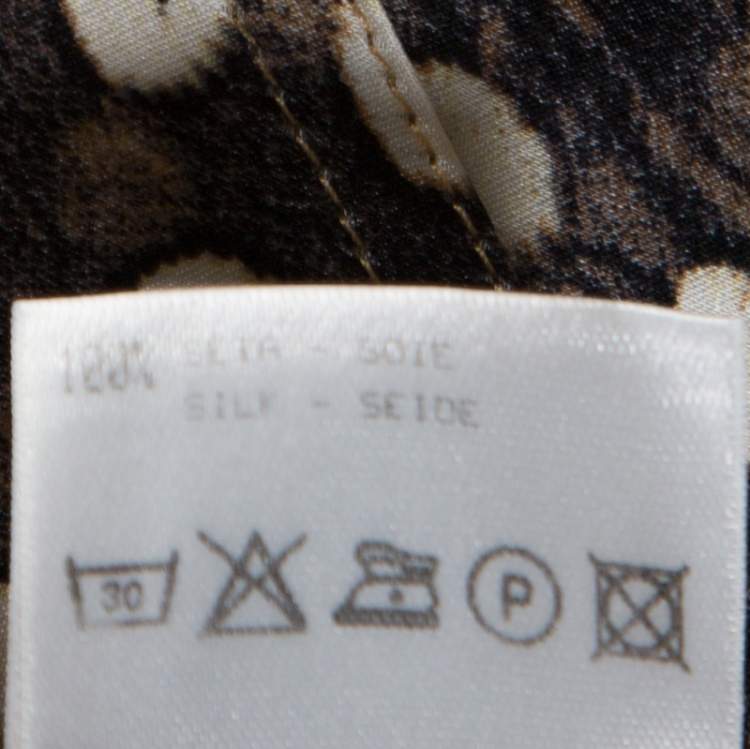 100% SETA - SOIE
SILK - SEIDE
30
P